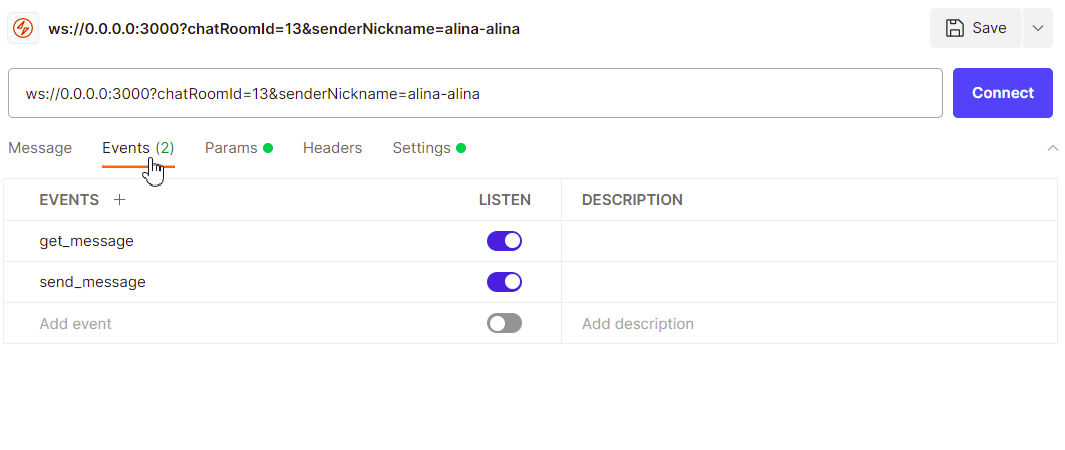 ws://0.0.0.0:3000?chatRoomId=13&senderNickname=alina-alina
Save
ws://0.0.0.0:3000?chatRoomId=13&senderNickname=alina-alina
Connect
Message Events (2) Params Headers Settings
EVENTS + LISTEN DESCRIPTION
get_message
send_message
Add event Add description